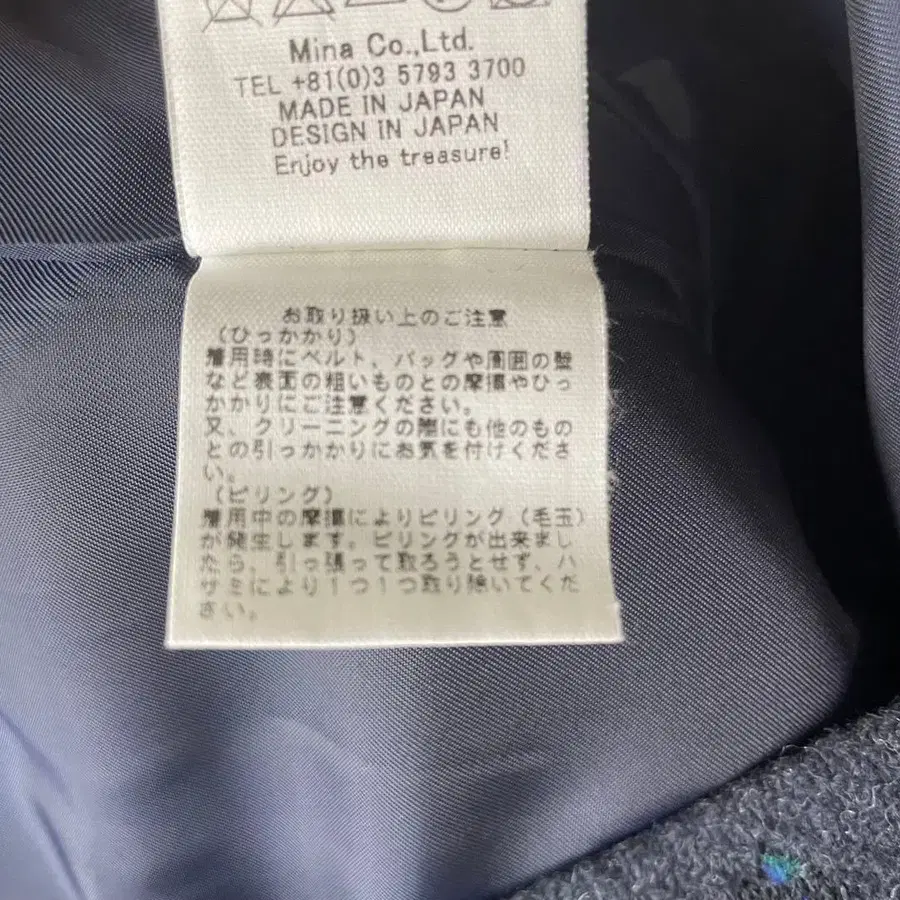 Mina Co.,Ltd.
TEL +81(0)3 5793 3700
MADE IN JAPAN
DESIGN IN JAPAN
Enjoy the treasure!
お取り扱い上のご注意
(ひっかかり)
着用時にベルト、バッグや周囲の壁
など表面の粗いものとの摩擦やひっ
かかりにご注意ください。
又、クリーニングの際にも他のもの
との引っかかりにお気を付けくださ
い。
(ピリング)
着用中の摩擦によりピリング(毛玉)
が発生します。ピリングが出来まし
たら、引っ張って取ろうとせず、ハ
サミにより1つ1つ取り除いてくだ
さい。